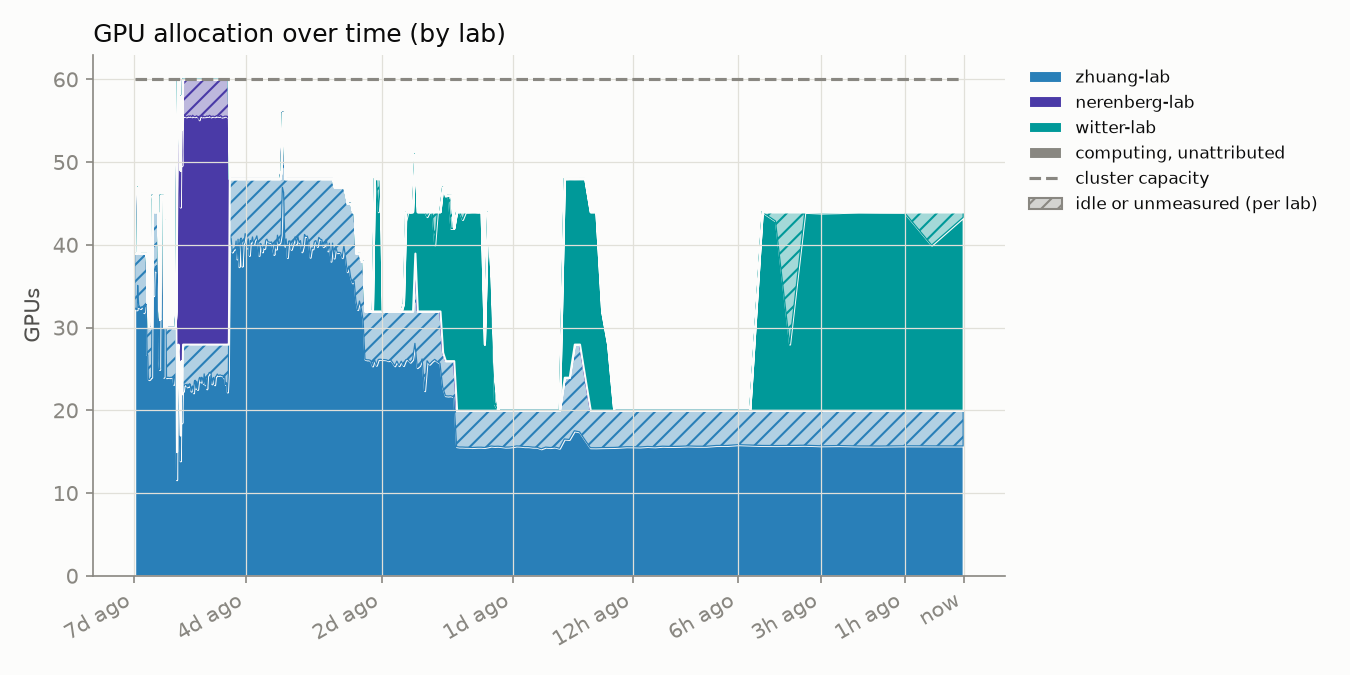 GPU allocation over time (by lab)
60
50
40
30
20
10
0
GPUs
7d ago
4d ago
2d ago
1d ago
12h ago
6h ago
3h ago
1h ago
now
zhuang-lab
nerenberg-lab
witter-lab
computing, unattributed
cluster capacity
idle or unmeasured (per lab)